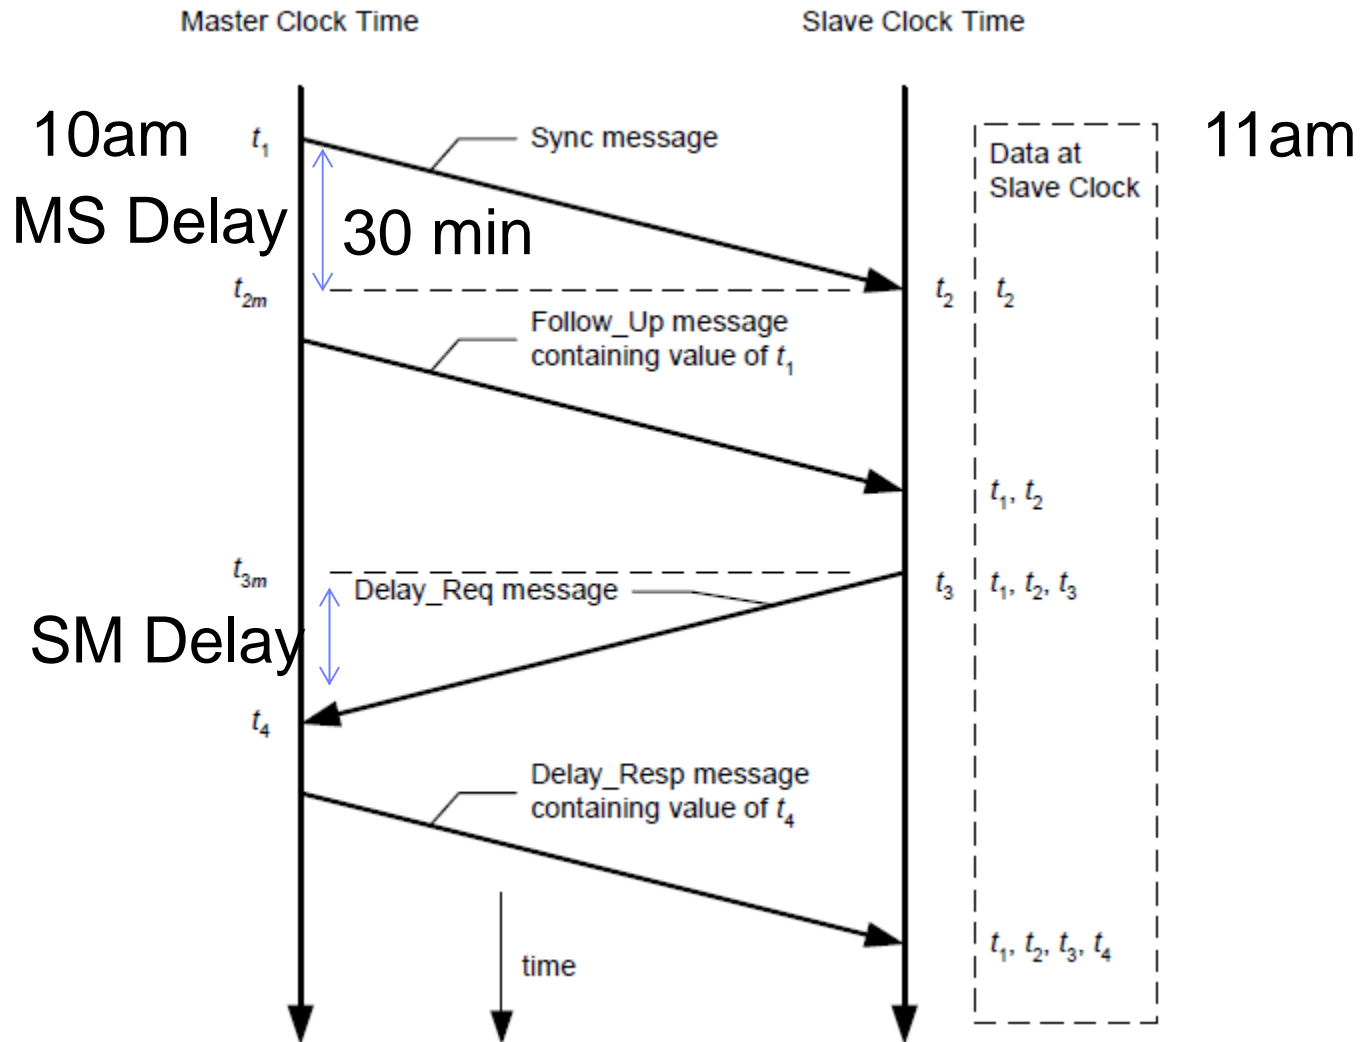 Master Clock Time
Slave Clock Time
10am
t1
Sync message
Data at
Slave Clock
11am
MS Delay
30 min
t2m
t2
t2
Follow_Up message
containing value of t1
t1, t2
t3m
Delay_Req message
t3
t1, t2, t3
SM Delay
t4
Delay_Resp message
containing value of t4
t1, t2, t3, t4
time